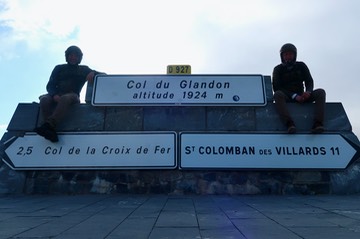 D 927
Col du Glandon
altitude 1924 m
2,5 Col de la Croix de Fer
ST COLOMBAN DES VILLARDS 11